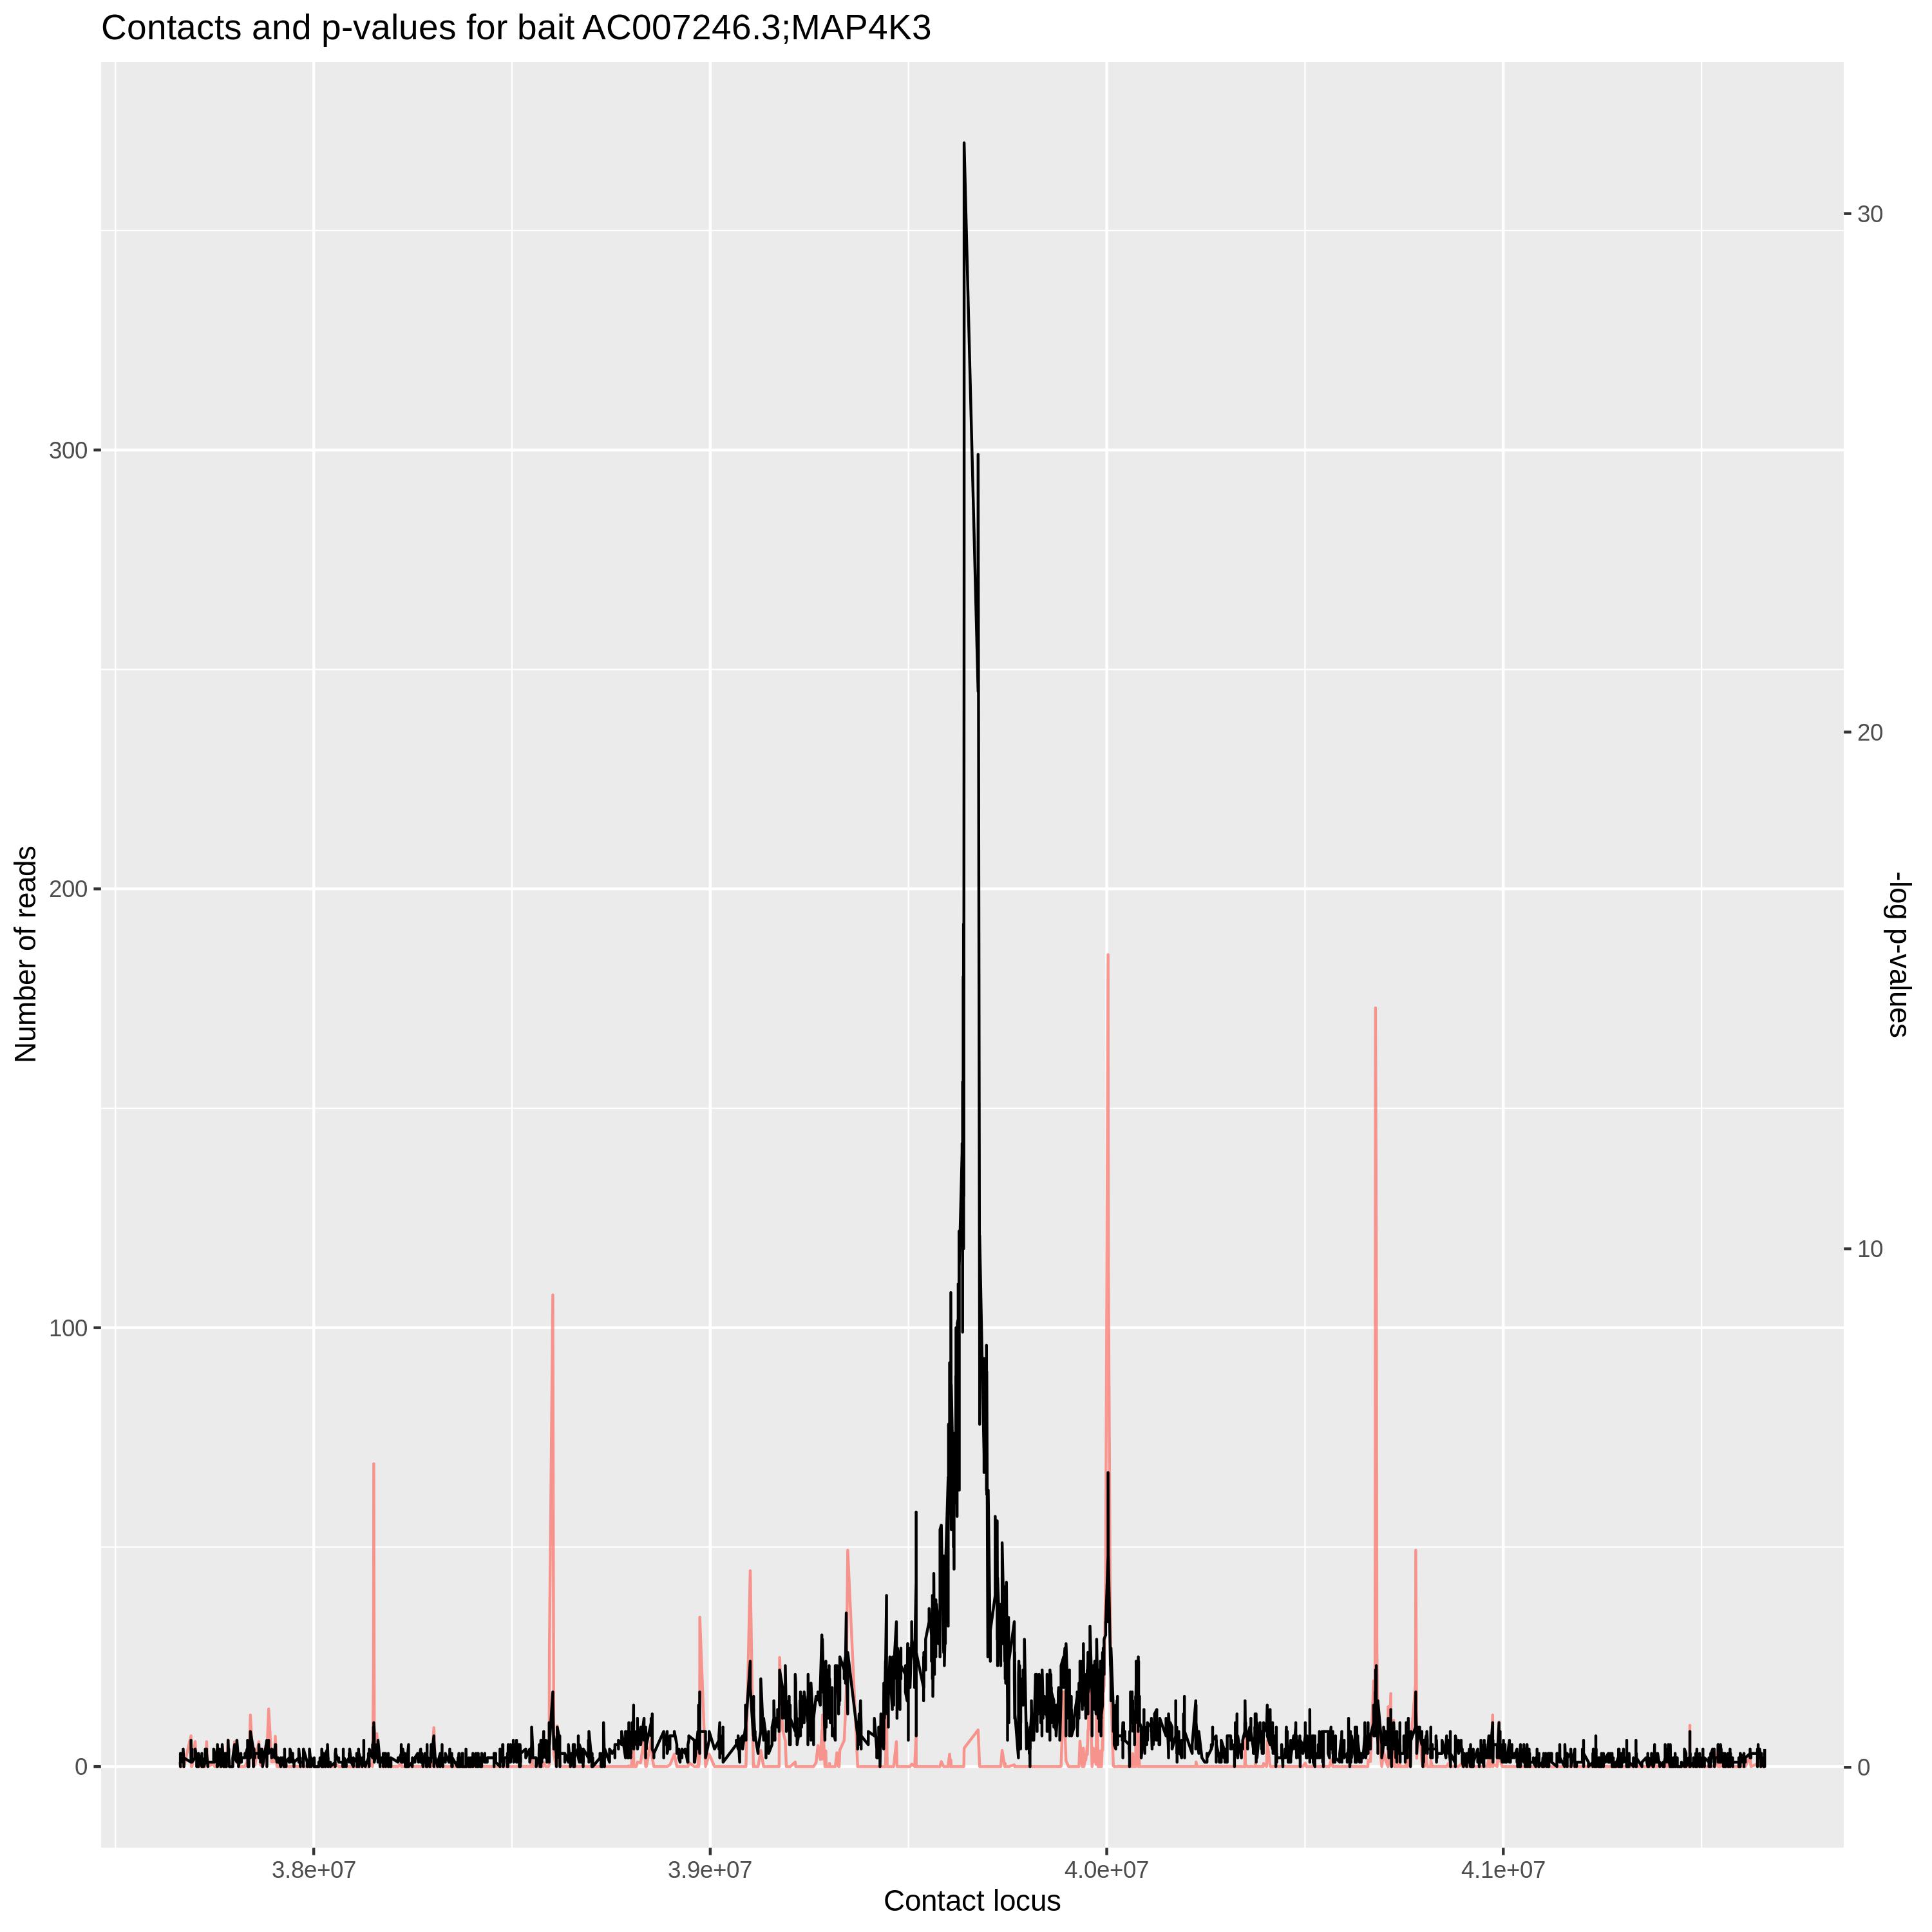 Contacts and p-values for bait AC007246.3;MAP4K3
30
300
20
200
Number of reads
-log p-values
10
100
0
0
3.8e+07
3.9e+07
4.0e+07
4.1e+07
Contact locus